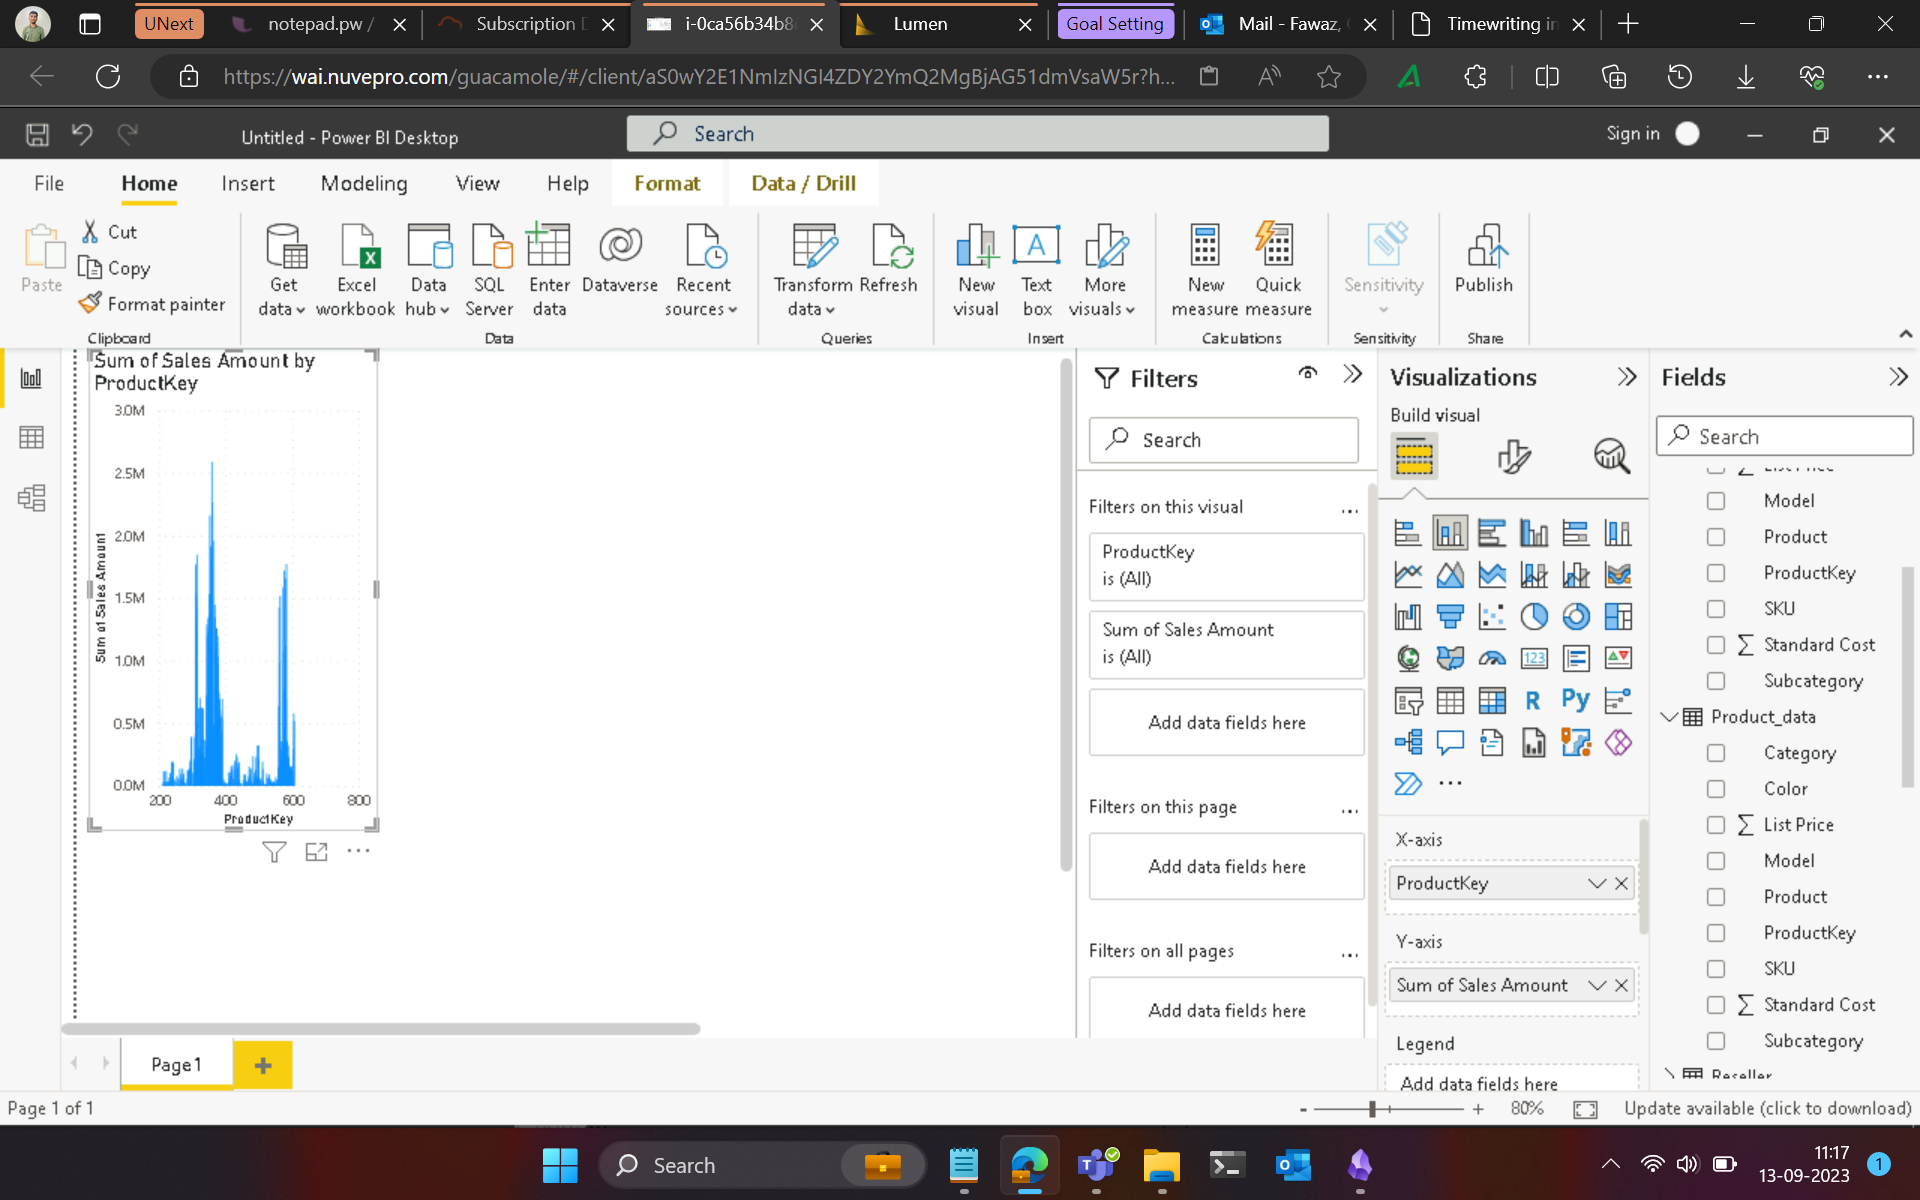 UNext
notepad.pw /
Subscription D
i-0ca56b34b8
Lumen
Goal Setting
Mail - Fawaz,
Timewriting in
https://wai.nuvepro.com/guacamole/#/client/aS0wY2E1NmIzNGI4ZDY2YmQ2MgBjAG51dmVsaW5r?h...
Untitled - Power BI Desktop
Search
Sign in
File
Home
Insert
Modeling
View
Help
Format
Data / Drill
Paste
Cut
Copy
Format painter
Clipboard
Get data
Excel workbook
Data hub
SQL Server
Enter data
Dataverse
Recent sources
Data
Transform data
Refresh
Queries
New visual
Text box
More visuals
Insert
New measure
Quick measure
Calculations
Sensitivity
Sensitivity
Publish
Share
Sum of Sales Amount by
ProductKey
3.0M
2.5M
2.0M
1.5M
1.0M
0.5M
0.0M
Sum of Sales Amount
200 400 600 800
ProductKey
Filters
Search
Filters on this visual
...
ProductKey
is (All)
Sum of Sales Amount
is (All)
Add data fields here
Filters on this page
...
Add data fields here
Filters on all pages
...
Add data fields here
Visualizations
Build visual
123
R
Py
...
X-axis
ProductKey
Y-axis
Sum of Sales Amount
Legend
Add data fields here
Fields
Search
List Price
Model
Product
ProductKey
SKU
Standard Cost
Subcategory
Product_data
Category
Color
List Price
Model
Product
ProductKey
SKU
Standard Cost
Subcategory
Reseller
Page 1
Page 1 of 1
80%
Update available (click to download)
Search
11:17
13-09-2023
1